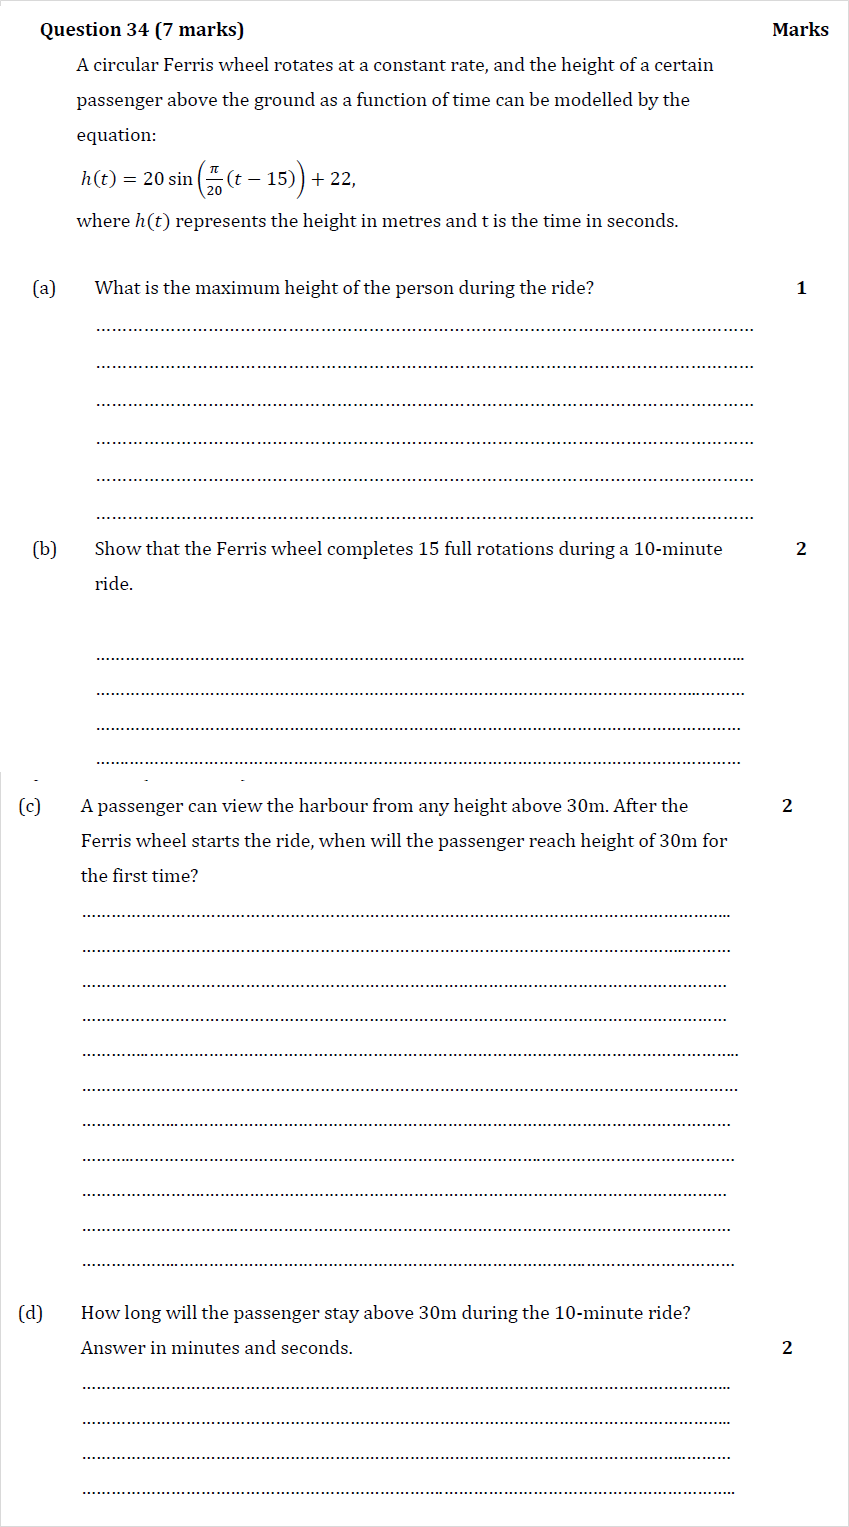 Question 34 (7 marks) Marks
A circular Ferris wheel rotates at a constant rate, and the height of a certain
passenger above the ground as a function of time can be modelled by the
equation:
h(t) = 20 sin(π/20 (t − 15)) + 22,
where h(t) represents the height in metres and t is the time in seconds.
(a) What is the maximum height of the person during the ride? 1
(b) Show that the Ferris wheel completes 15 full rotations during a 10-minute 2
ride.
(c) A passenger can view the harbour from any height above 30m. After the 2
Ferris wheel starts the ride, when will the passenger reach height of 30m for
the first time?
(d) How long will the passenger stay above 30m during the 10-minute ride?
Answer in minutes and seconds. 2